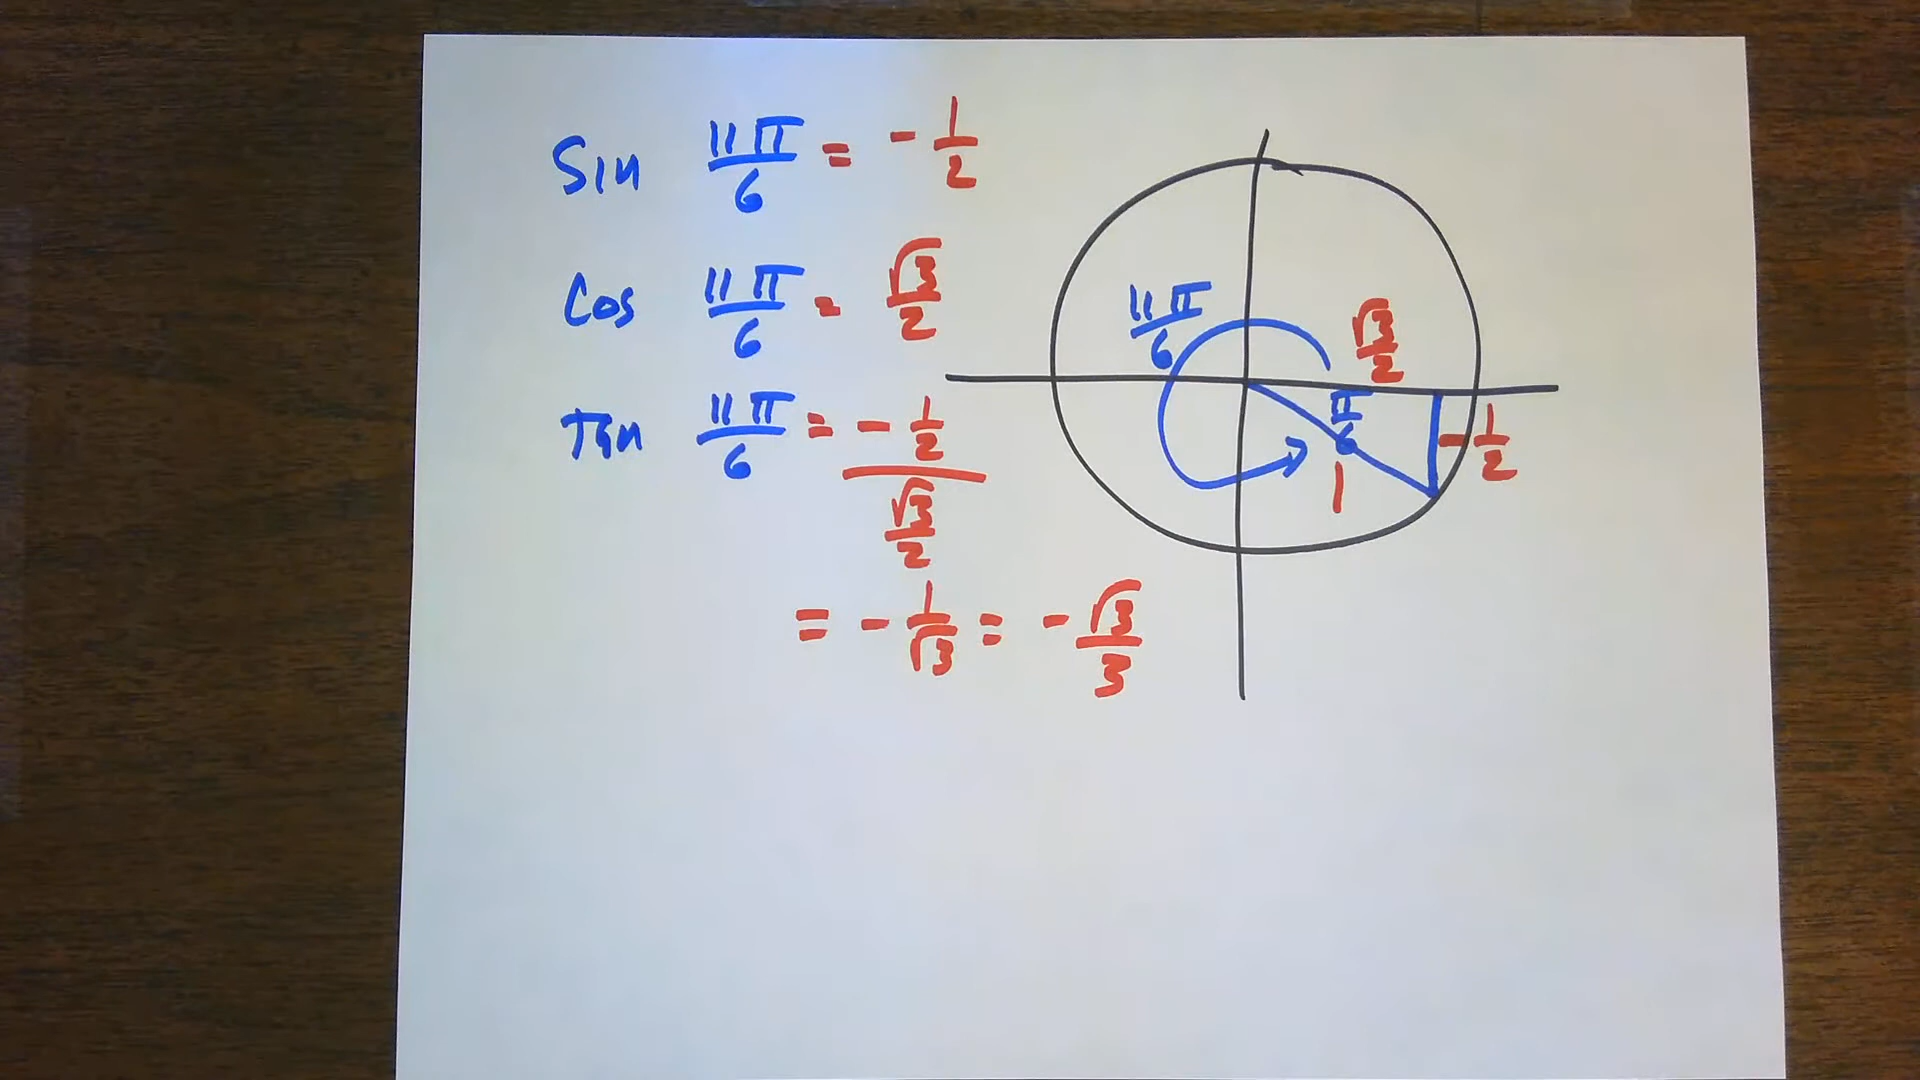 Sin 11π/6 = - 1/2
Cos 11π/6 = √3/2
Tan 11π/6 = - 1/2 / √3/2
= - 1/√3 = - √3/3
11π/6
√3/2
π/6
- 1/2
1